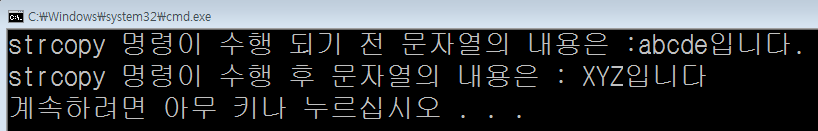 C:\Windows\system32\cmd.exe
strcopy 명령이 수행 되기 전 문자열의 내용은 :abcde입니다.
strcopy 명령이 수행 후 문자열의 내용은 : XYZ입니다
계속하려면 아무 키나 누르십시오 . . .